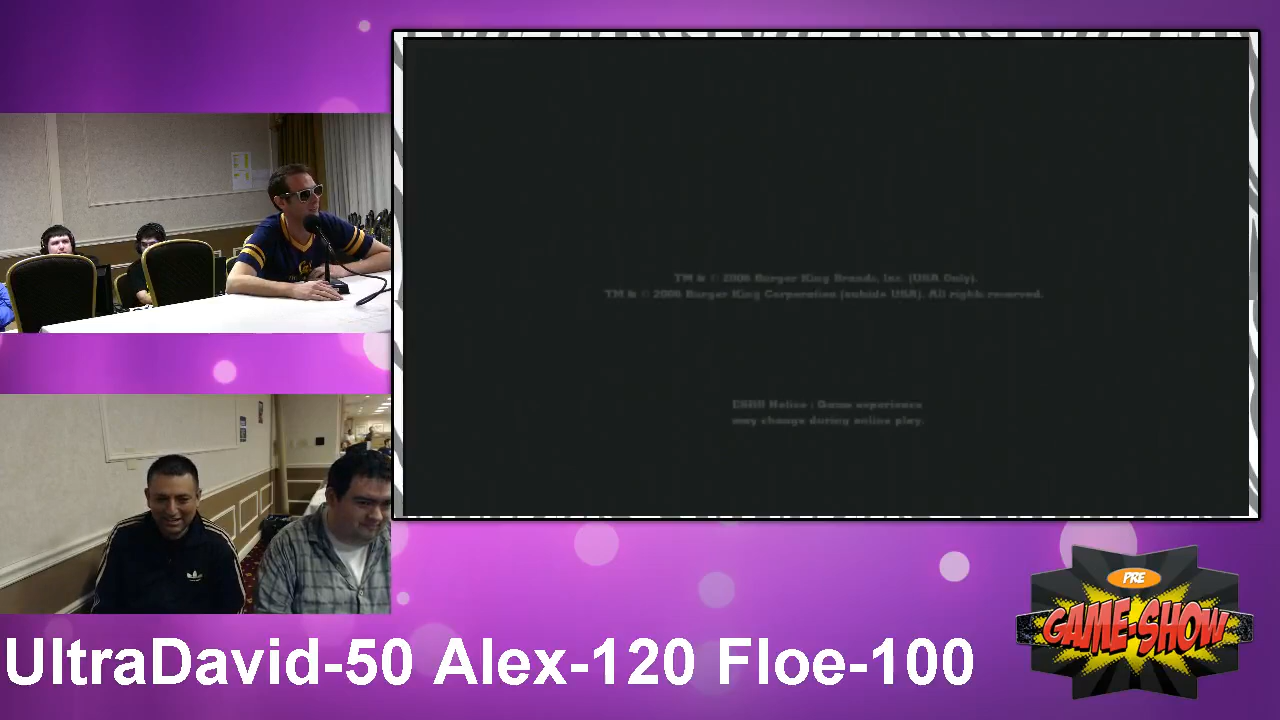 TM & © 2006 Burger King Brands, Inc. (USA Only).
TM & © 2006 Burger King Corporation (outside USA). All rights reserved.
ESRB Notice : Game experience
may change during online play.
PRE
GAME-SHOW
UltraDavid-50 Alex-120 Floe-100